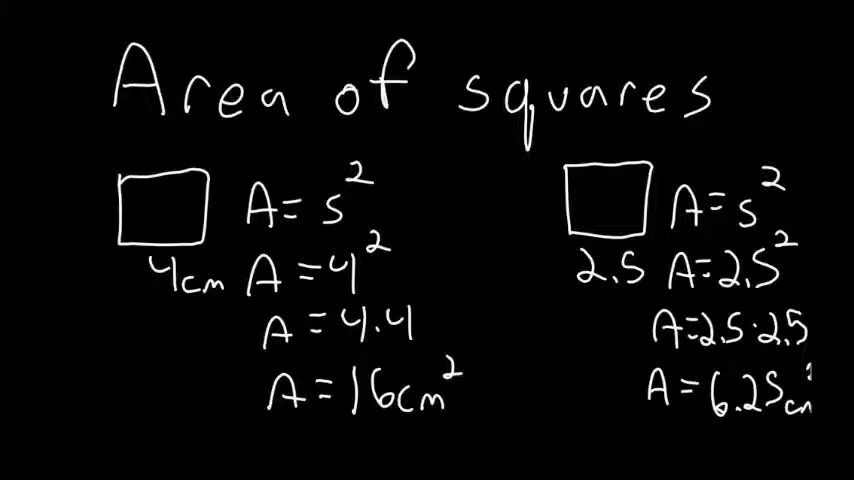 Area of squares
A = s²
4cm A = 4²
A = 4.4
A = 16cm²
A = s²
2.5 A = 2.5²
A = 2.5 · 2.5
A = 6.25cm²